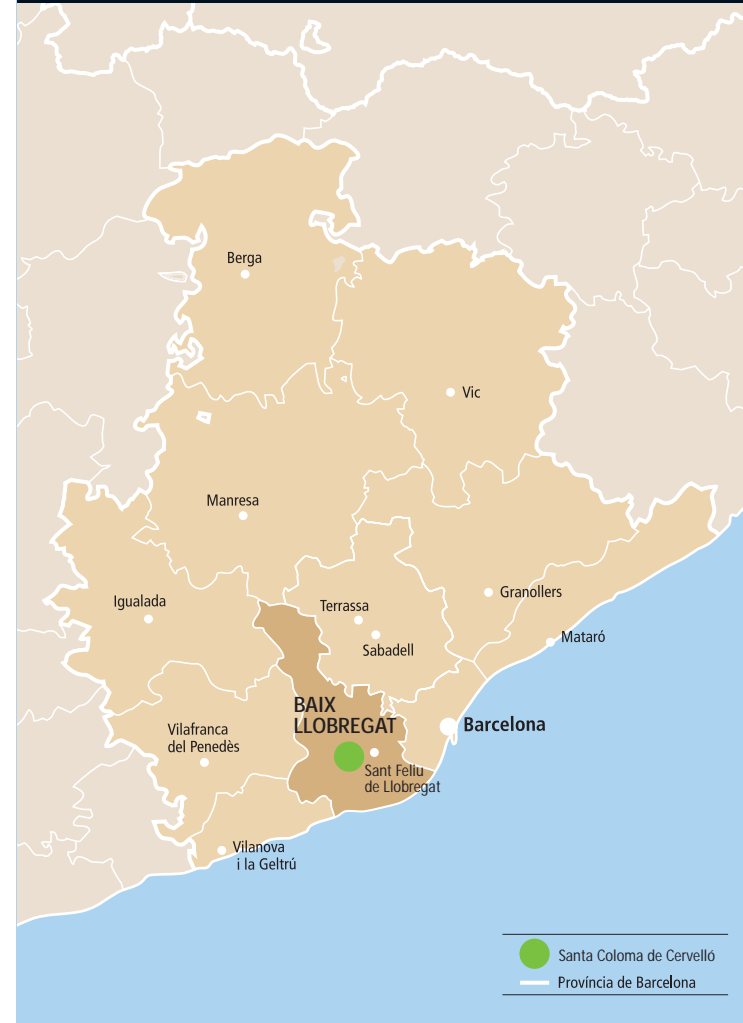 Berga
Vic
Manresa
Igualada
Terrassa
Granollers
Sabadell
Mataró
BAIX
LLOBREGAT
Barcelona
Vilafranca
del Penedès
Sant Feliu
de Llobregat
Vilanova
i la Geltrú
Santa Coloma de Cervelló
Província de Barcelona